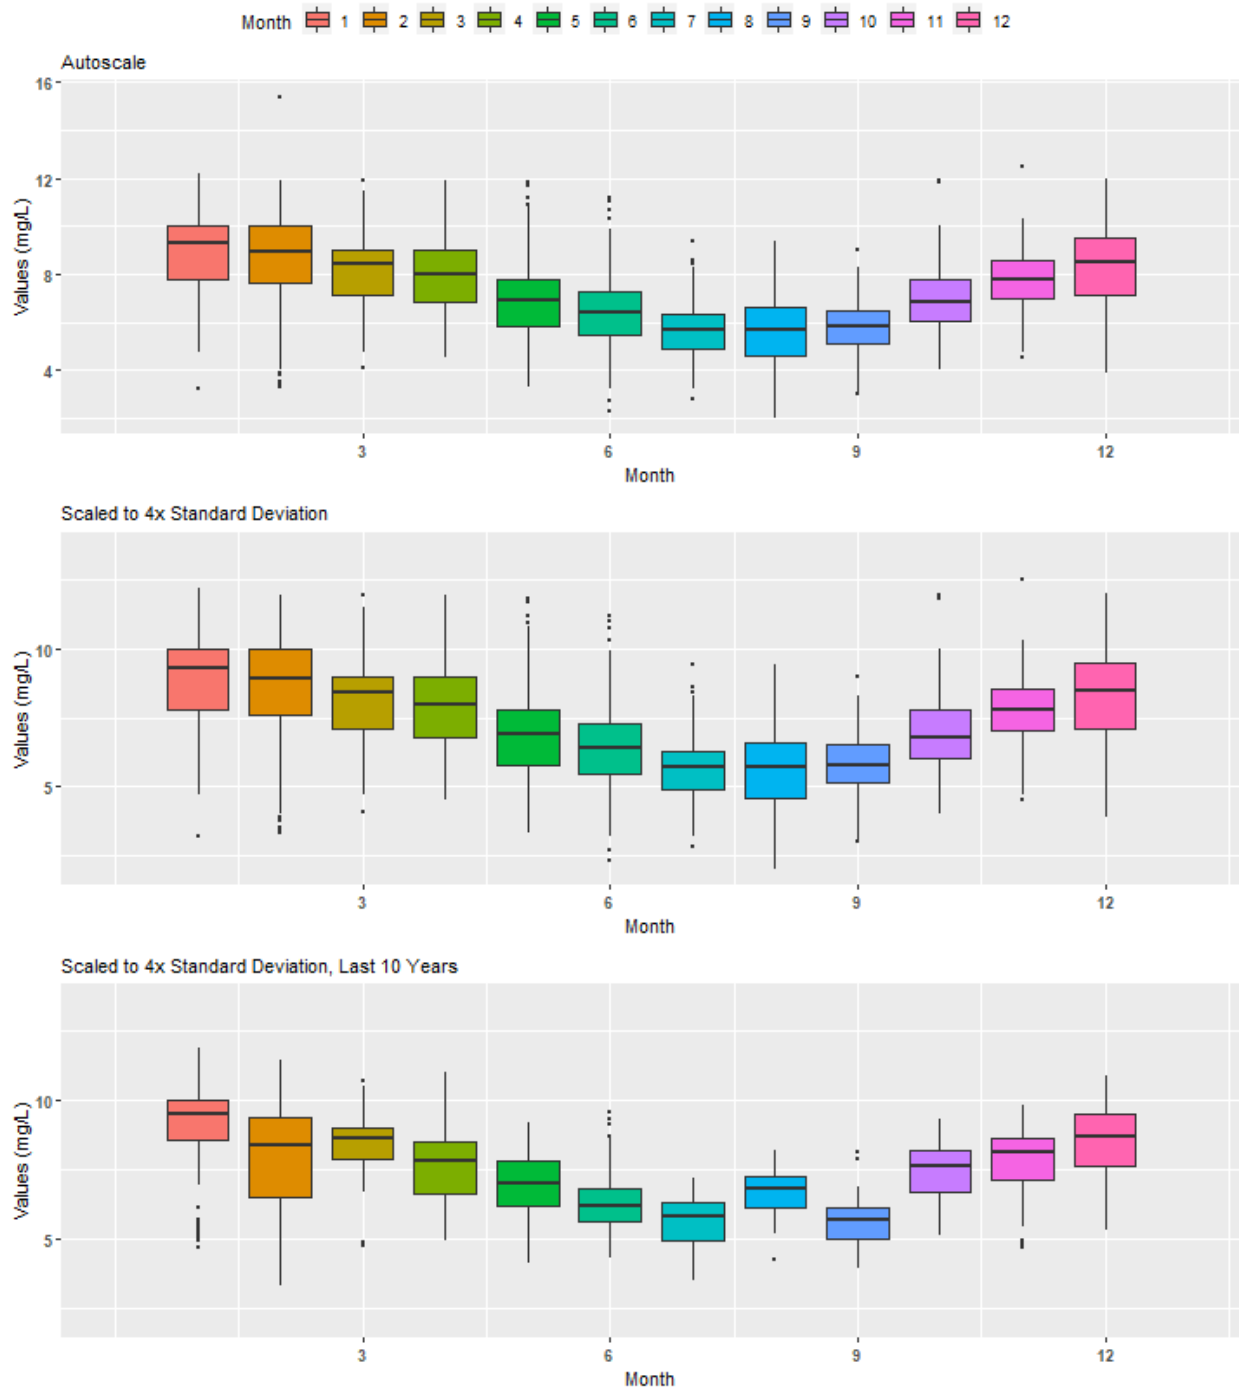 Month 1 2 3 4 5 6 7 8 9 10 11 12
Autoscale
Values (mg/L)
16
12
8
4
3 6 9 12
Month
Scaled to 4x Standard Deviation
Values (mg/L)
10
5
3 6 9 12
Month
Scaled to 4x Standard Deviation, Last 10 Years
Values (mg/L)
10
5
3 6 9 12
Month